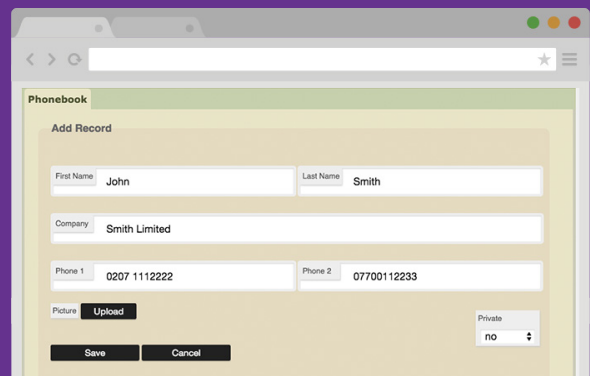 Phonebook
Add Record
First Name John Last Name Smith
Company Smith Limited
Phone 1 0207 1112222 Phone 2 07700112233
Picture Upload
Private
no
Save Cancel